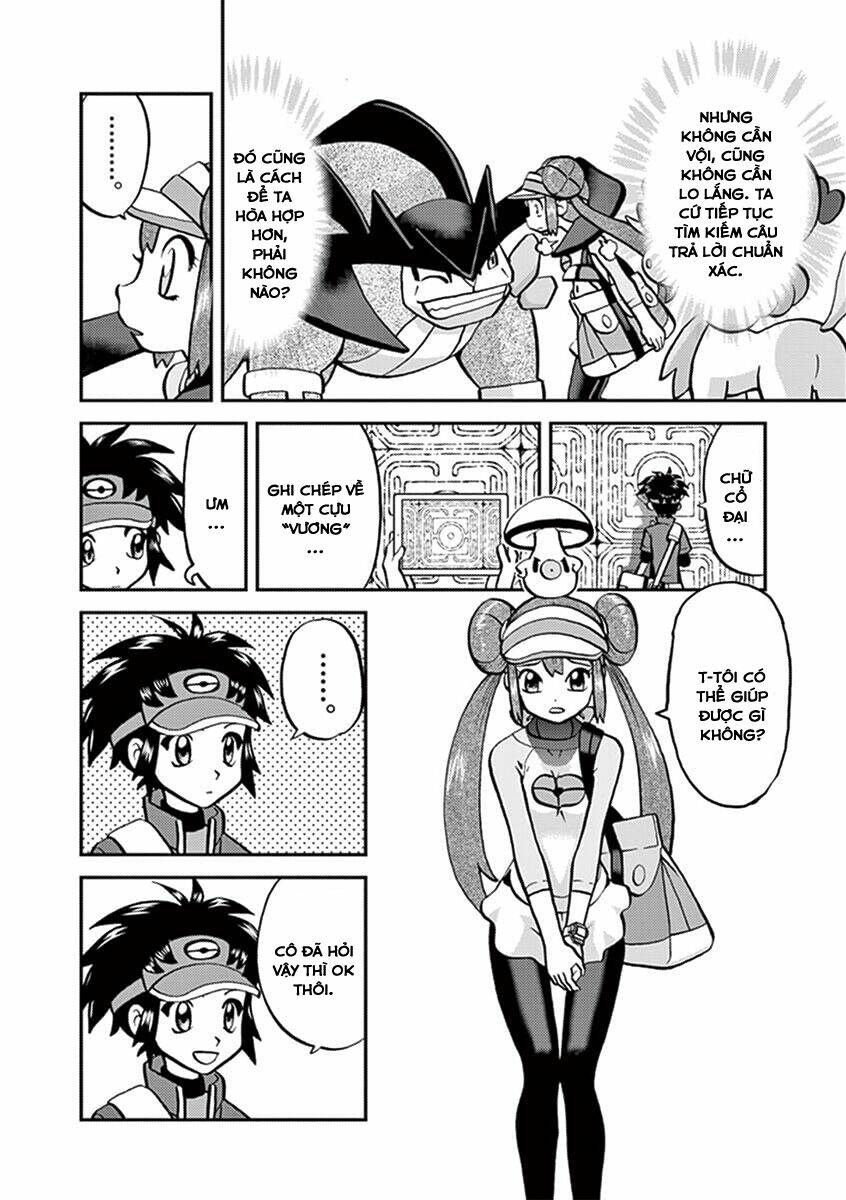 NHƯNG
KHÔNG CẦN
VỘI, CŨNG
KHÔNG CẦN
LO LẮNG. TA
CỨ TIẾP TỤC
TÌM KIẾM CÂU
TRẢ LỜI CHUẨN
XÁC.
ĐÓ CŨNG
LÀ CÁCH
ĐỂ TA
HÒA HỢP
HƠN,
PHẢI
KHÔNG
NÀO?
.......。
CHỮ
CỔ
ĐẠI
...
GHI CHÉP VỀ
MỘT CỰU
“VƯƠNG”
...
ƯM
...
T-TÔI CÓ
THỂ GIÚP
ĐƯỢC GÌ
KHÔNG?
......。
CÔ ĐÃ HỎI
VẬY THÌ OK
THÔI.